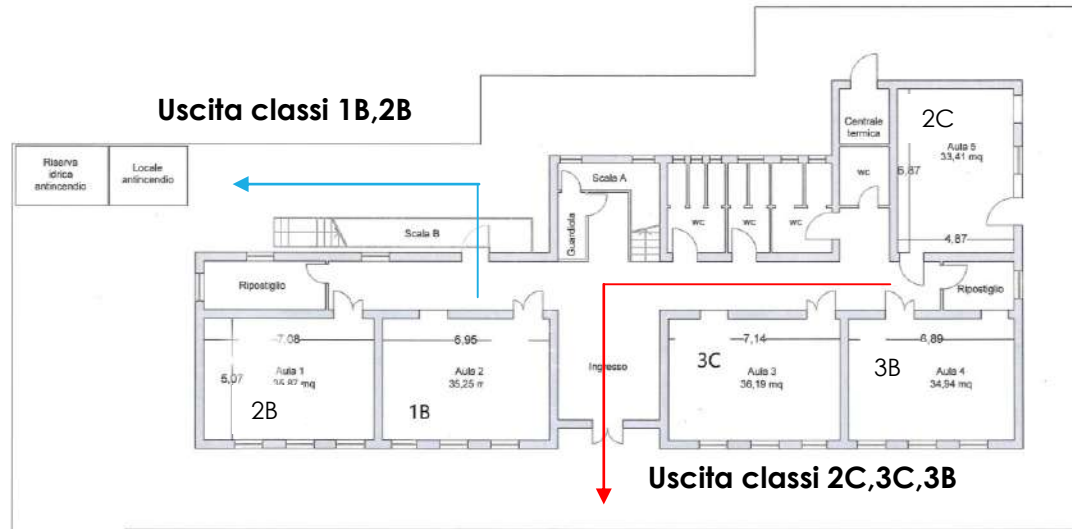 Uscita classi 1B,2B
Riserva
idrica
antincendio
Locale
antincendio
Centrale
termica
2C
Aula 5
33,41 mq
6,87
4,87
wc
Scala A
Guardiola
wc
wc
wc
Scala B
Ripostiglio
Ripostiglio
7,08
5,07
Aula 1
2B
6,95
Aula 2
35,25 m
1B
Ingresso
7,14
3C
Aula 3
36,19 mq
6,89
3B
Aula 4
34,94 mq
Uscita classi 2C,3C,3B